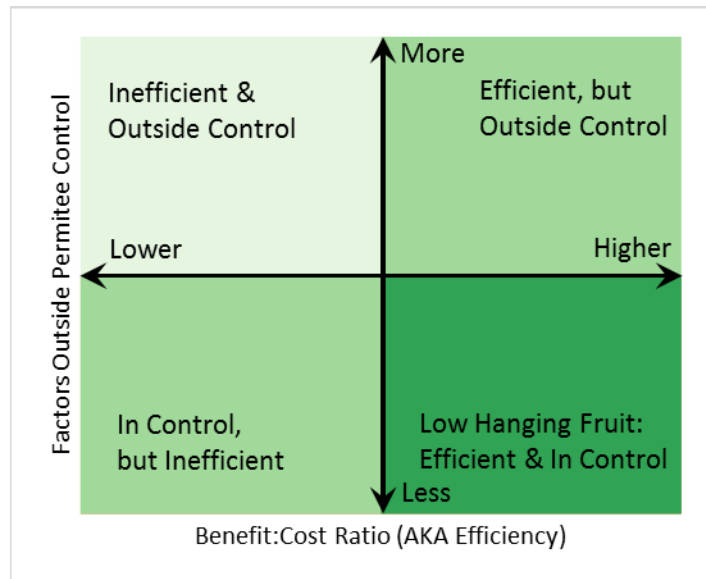 More
Inefficient &
Outside Control
Efficient, but
Outside Control
Factors Outside Permitee Control
Lower
Higher
In Control,
but Inefficient
Low Hanging Fruit:
Efficient & In Control
Less
Benefit:Cost Ratio (AKA Efficiency)